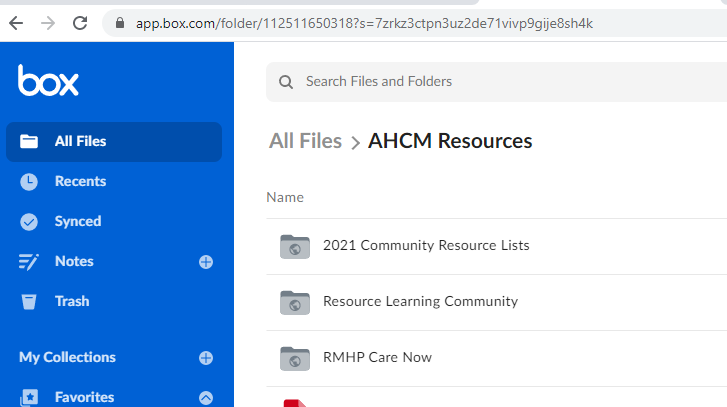 app.box.com/folder/112511650318?s=7zrkz3ctpn3uz2de71vivp9gije8sh4k
box
Search Files and Folders
All Files
Recents
Synced
Notes
Trash
My Collections
Favorites
All Files > AHCM Resources
Name
2021 Community Resource Lists
Resource Learning Community
RMHP Care Now